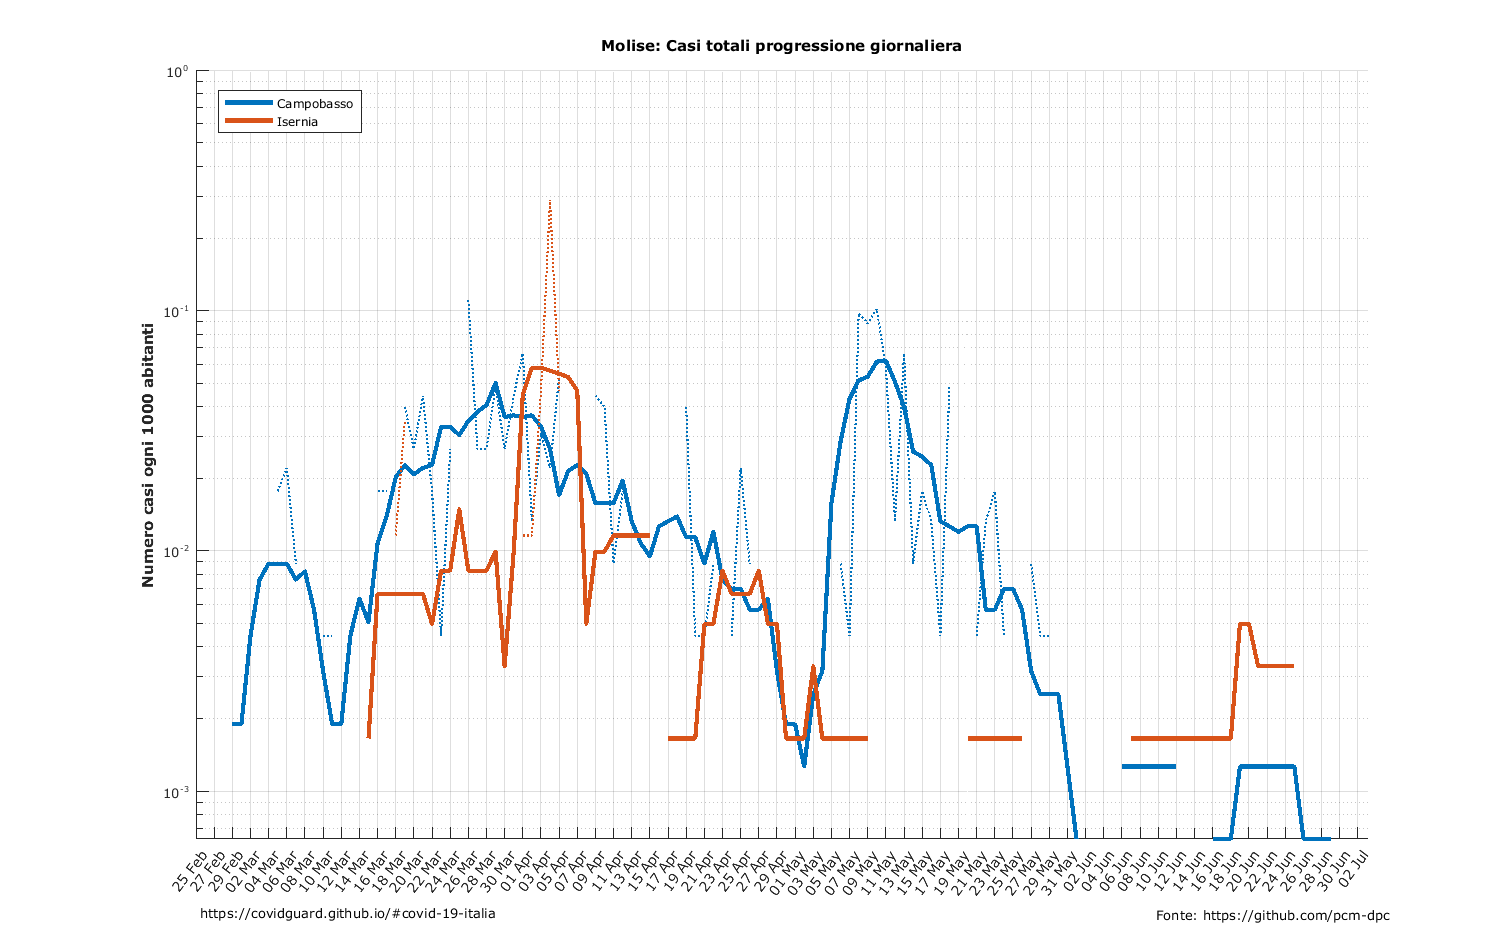 Molise: Casi totali progressione giornaliera
Numero casi ogni 1000 abitanti
10^0
10^-1
10^-2
10^-3
Campobasso
Isernia
25 Feb
27 Feb
29 Feb
02 Mar
04 Mar
06 Mar
08 Mar
10 Mar
12 Mar
14 Mar
16 Mar
18 Mar
20 Mar
22 Mar
24 Mar
26 Mar
28 Mar
30 Mar
01 Apr
03 Apr
05 Apr
07 Apr
09 Apr
11 Apr
13 Apr
15 Apr
17 Apr
19 Apr
21 Apr
23 Apr
25 Apr
27 Apr
29 Apr
01 May
03 May
05 May
07 May
09 May
11 May
13 May
15 May
17 May
19 May
21 May
23 May
25 May
27 May
29 May
31 May
02 Jun
04 Jun
06 Jun
08 Jun
10 Jun
12 Jun
14 Jun
16 Jun
18 Jun
20 Jun
22 Jun
24 Jun
26 Jun
28 Jun
30 Jun
02 Jul
https://covidguard.github.io/#covid-19-italia
Fonte: https://github.com/pcm-dpc